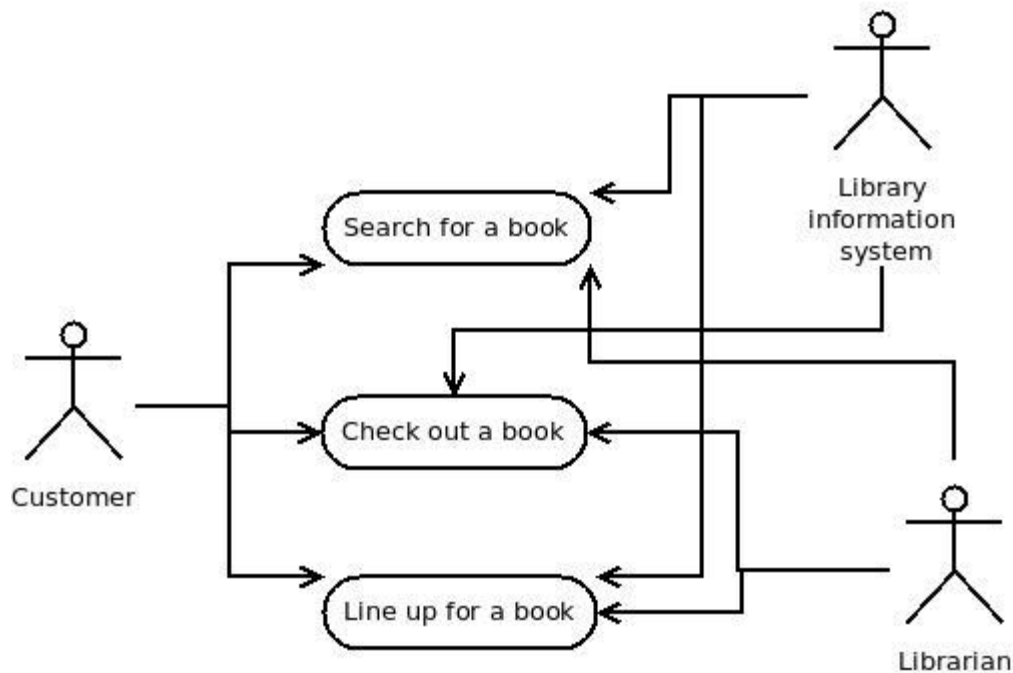 Library
information
system
Search for a book
Check out a book
Customer
Line up for a book
Librarian